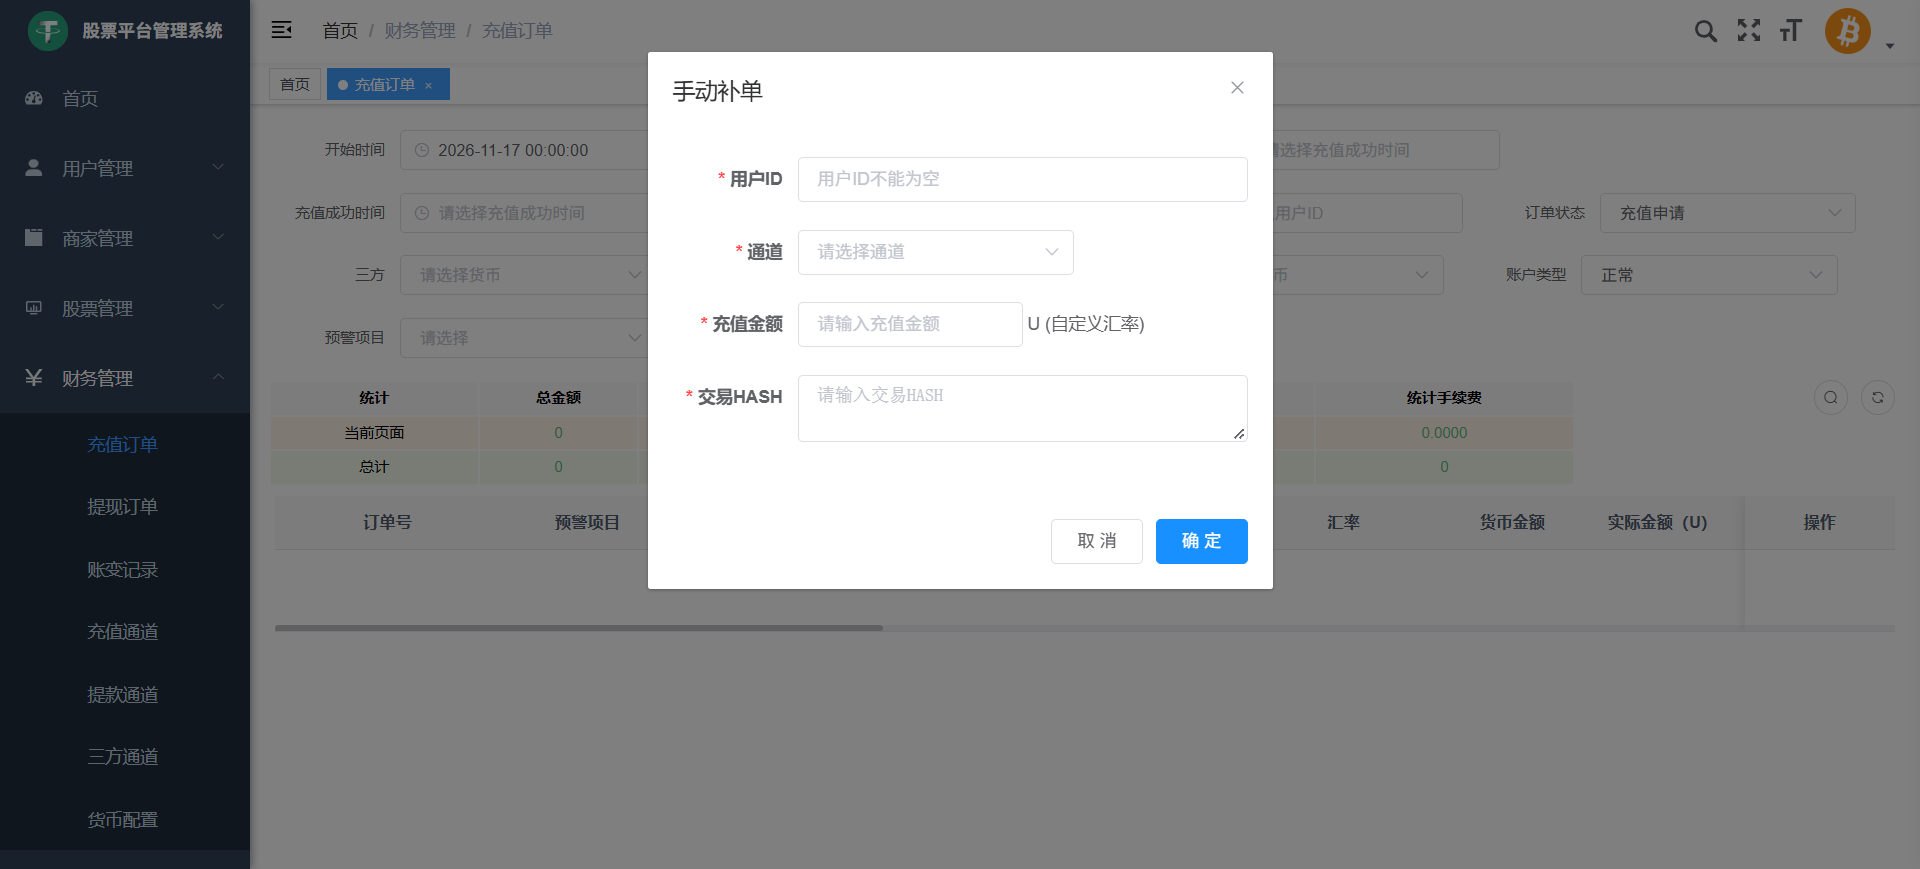 股票平台管理系统
首页 / 财务管理 / 充值订单
首页
充值订单 ×
首页
用户管理
商家管理
股票管理
财务管理
充值订单
提现订单
账变记录
充值通道
提款通道
三方通道
货币配置
开始时间 2026-11-17 00:00:00
请选择充值成功时间
充值成功时间 请选择充值成功时间
用户ID
订单状态 充值申请
三方 请选择货币
币
账户类型 正常
预警项目 请选择
统计 总金额 统计手续费
当前页面 0 0.0000
总计 0 0
订单号 预警项目 汇率 货币金额 实际金额（U） 操作
手动补单
* 用户ID 用户ID不能为空
* 通道 请选择通道
* 充值金额 请输入充值金额 U (自定义汇率)
* 交易HASH 请输入交易HASH
取 消 确 定